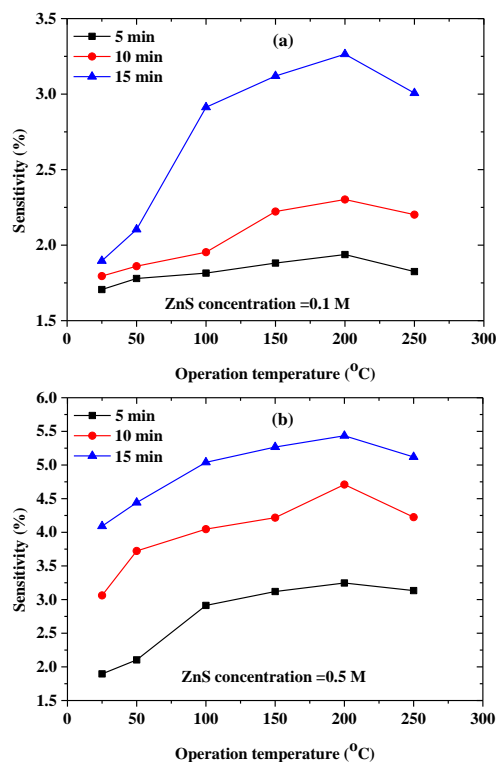 3.5
(a)
5 min
10 min
15 min
3.0
2.5
2.0
1.5
Sensitivity (%)
ZnS concentration =0.1 M
0 50 100 150 200 250 300
Operation temperature (°C)
6.0
(b)
5 min
10 min
15 min
5.5
5.0
4.5
4.0
3.5
3.0
2.5
2.0
1.5
Sensitivity (%)
ZnS concentration =0.5 M
0 50 100 150 200 250 300
Operation temperature (°C)